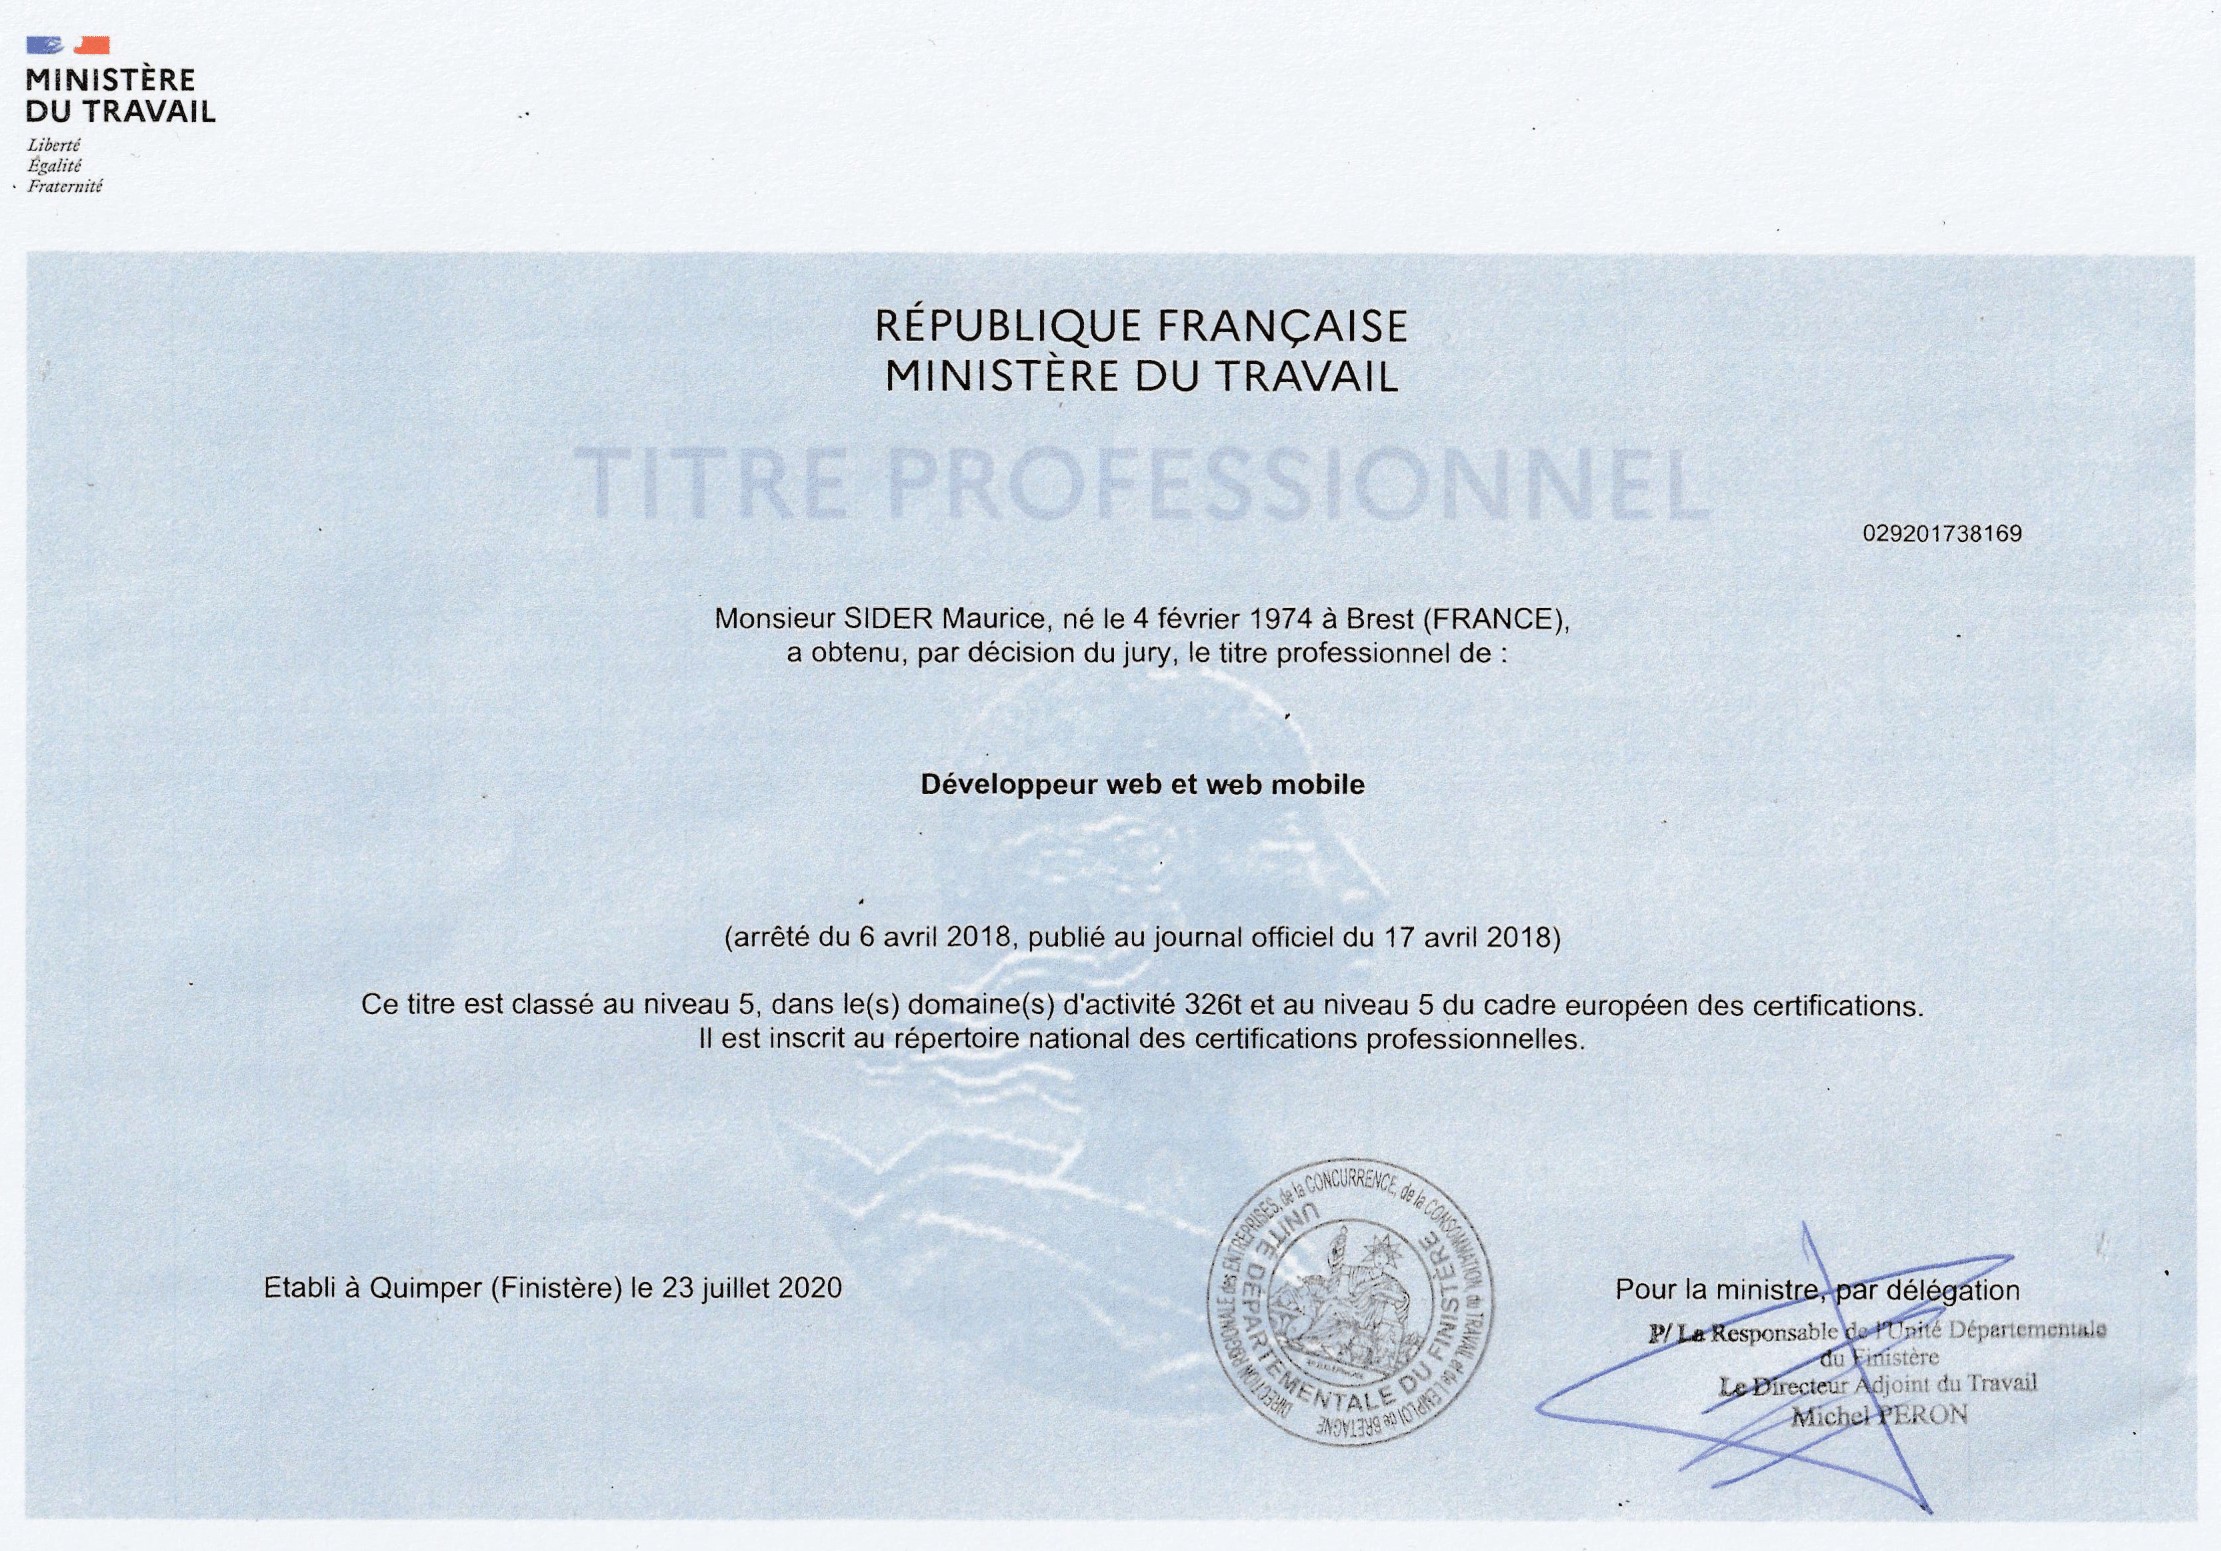 MINISTÈRE
DU TRAVAIL
Liberté
Égalité
Fraternité
RÉPUBLIQUE FRANÇAISE
MINISTÈRE DU TRAVAIL
TITRE PROFESSIONNEL
029201738169
Monsieur SIDER Maurice, né le 4 février 1974 à Brest (FRANCE),
a obtenu, par décision du jury, le titre professionnel de :
Développeur web et web mobile
(arrêté du 6 avril 2018, publié au journal officiel du 17 avril 2018)
Ce titre est classé au niveau 5, dans le(s) domaine(s) d'activité 326t et au niveau 5 du cadre européen des certifications.
Il est inscrit au répertoire national des certifications professionnelles.
Etabli à Quimper (Finistère) le 23 juillet 2020
DIRECTION RÉGIONALE des ENTREPRISES, de la CONCURRENCE, de la CONSOMMATION, du TRAVAIL et de l'EMPLOI de BRETAGNE
UNITÉ DÉPARTEMENTALE DU FINISTÈRE
Pour la ministre, par délégation
P/ La Responsable de l'Unité Départementale
du Finistère
Le Directeur Adjoint du Travail
Michel PERON